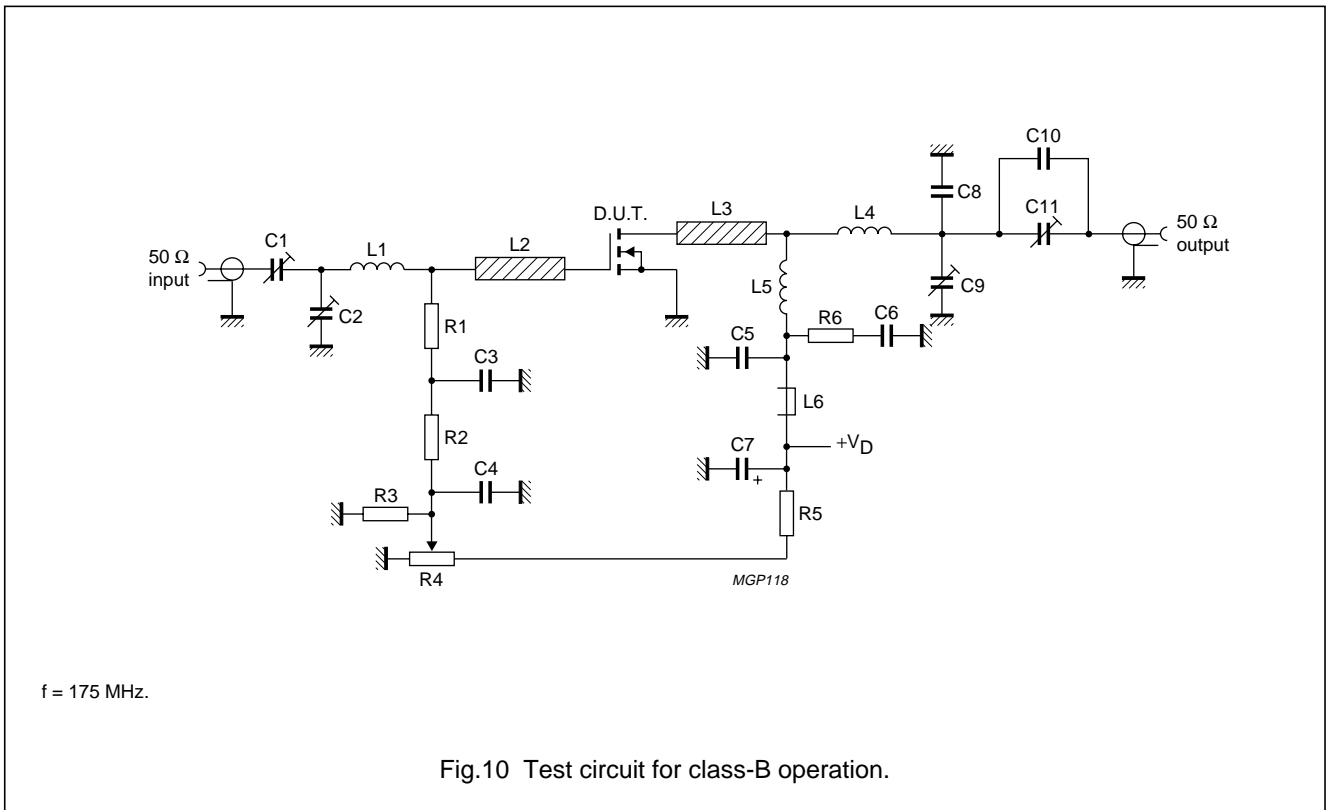 C10
C8
D.U.T.
L3
L4
C11
50 Ω
output
50 Ω
input
C1
L1
L2
L5
C9
C2
R1
C5
R6
C6
C3
L6
R2
C7
+VD
C4
+
R3
R5
R4
MGP118
f = 175 MHz.
Fig.10 Test circuit for class-B operation.